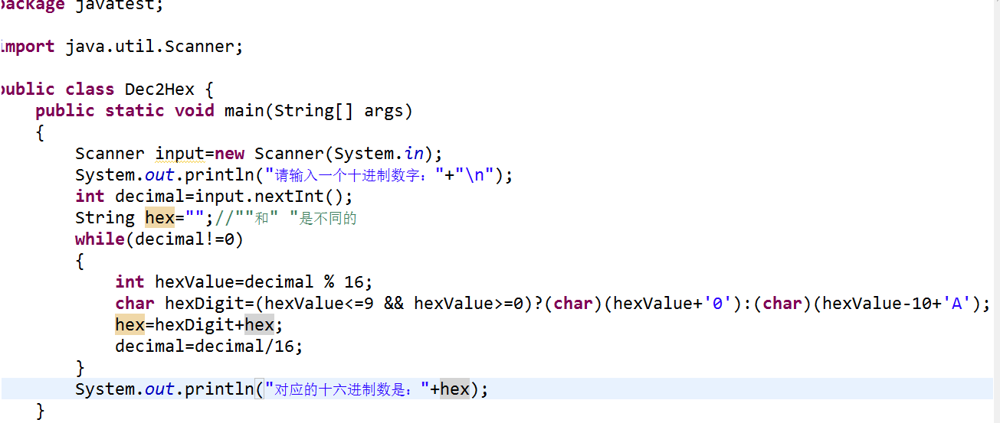 package javatest;
import java.util.Scanner;
public class Dec2Hex {
public static void main(String[] args)
{
Scanner input=new Scanner(System.in);
System.out.println("请输入一个十进制数字："+"\n");
int decimal=input.nextInt();
String hex="";//""和" "是不同的
while(decimal!=0)
{
int hexValue=decimal % 16;
char hexDigit=(hexValue<=9 && hexValue>=0)?(char)(hexValue+'0'):(char)(hexValue-10+'A');
hex=hexDigit+hex;
decimal=decimal/16;
}
System.out.println("对应的十六进制数是："+hex);
}